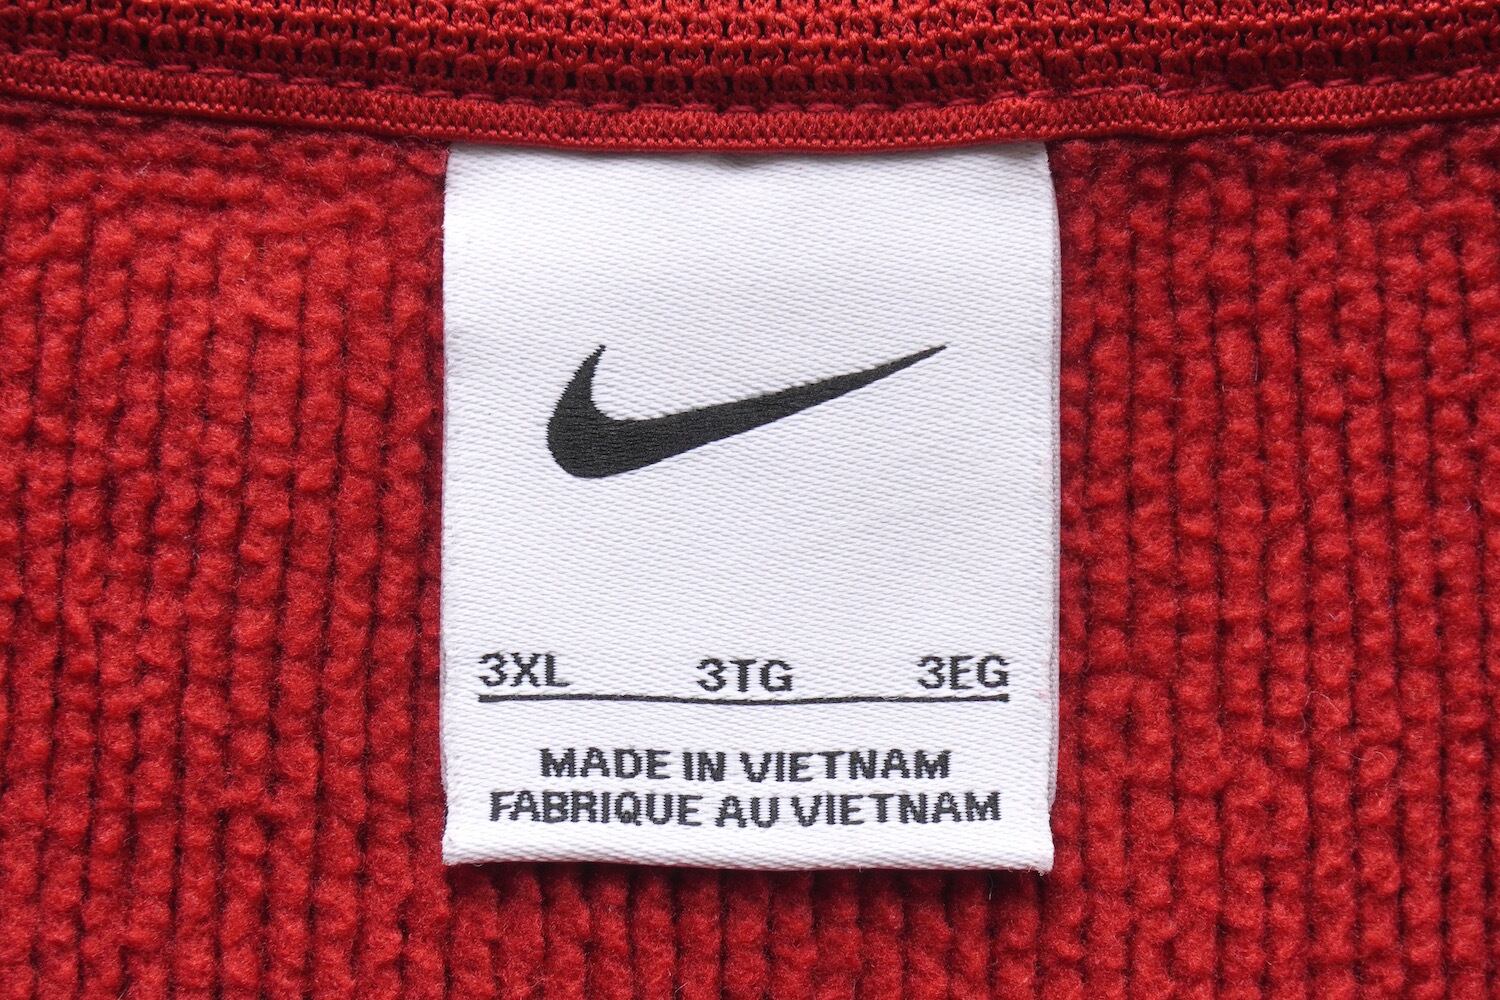 3XL 3TG 3EG
MADE IN VIETNAM
FABRIQUE AU VIETNAM